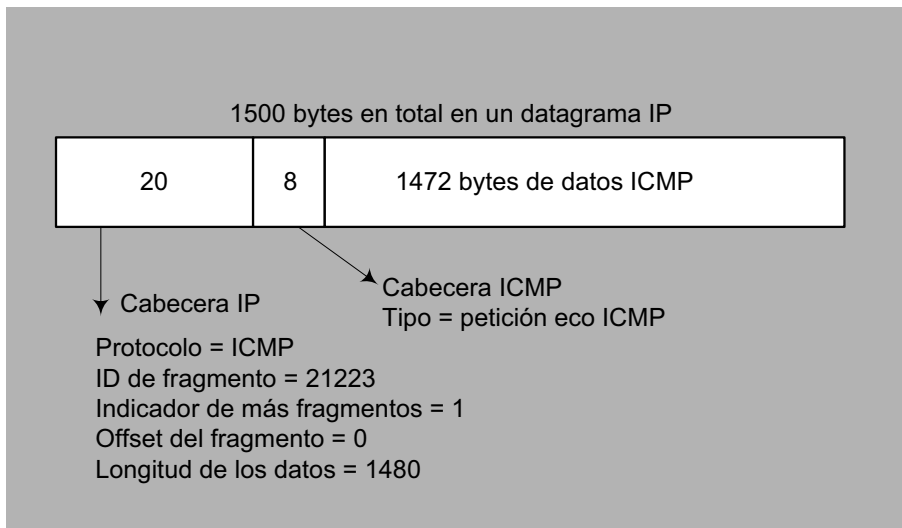 1500 bytes en total en un datagrama IP
20
8
1472 bytes de datos ICMP
Cabecera IP
Protocolo = ICMP
ID de fragmento = 21223
Indicador de más fragmentos = 1
Offset del fragmento = 0
Longitud de los datos = 1480
Cabecera ICMP
Tipo = petición eco ICMP